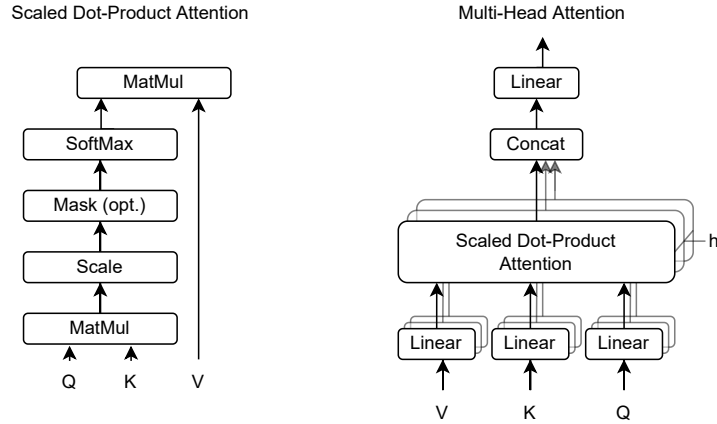 Scaled Dot-Product Attention
MatMul
SoftMax
Mask (opt.)
Scale
MatMul
Q K V
Multi-Head Attention
Linear
Concat
Scaled Dot-Product
Attention
h
Linear Linear Linear
V K Q